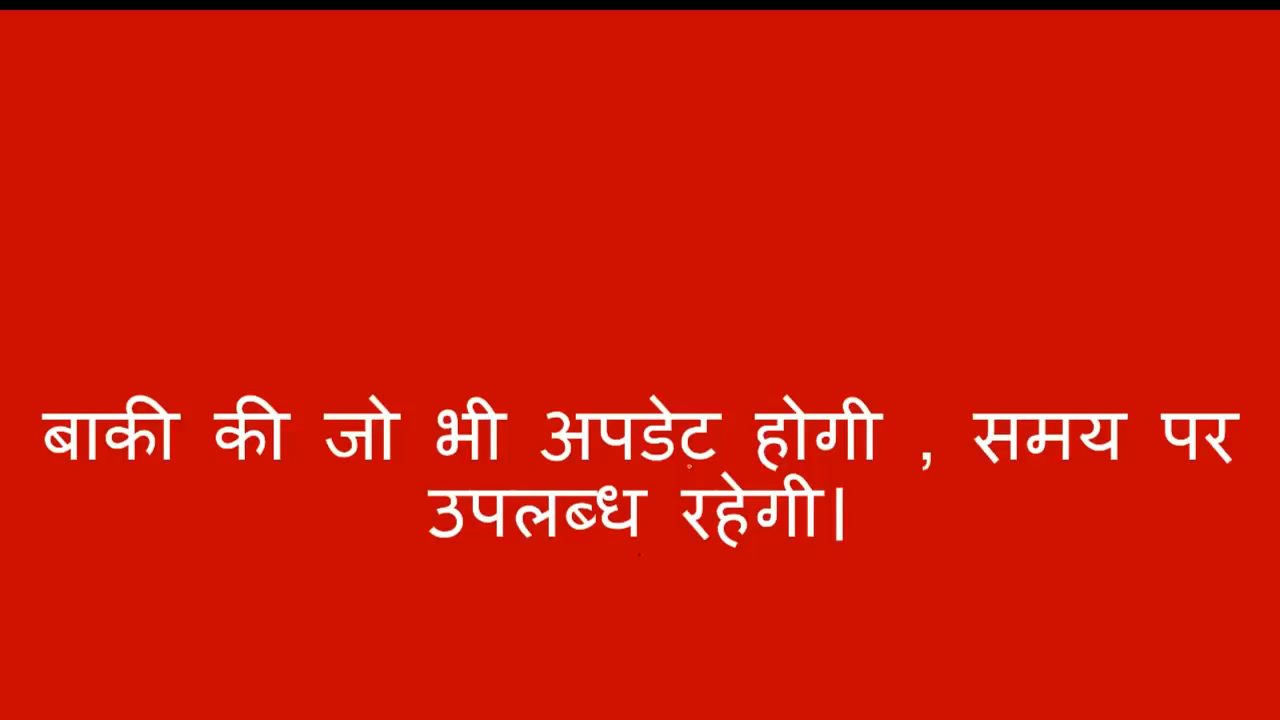 बाकी की जो भी अपडेट होगी , समय पर
उपलब्ध रहेगी।